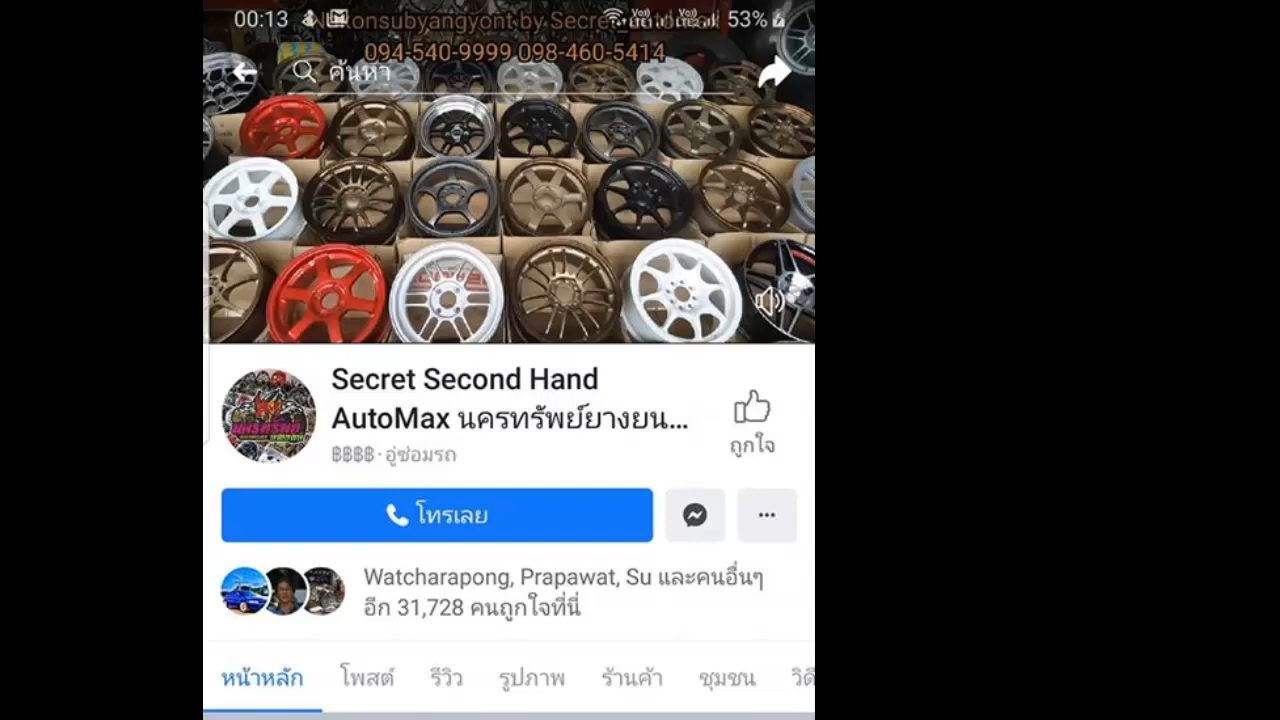 00:13
53%
Nakornsubyangyont by Secret
094-540-9999 098-460-5414
ค้นหา
Secret Second Hand
AutoMax นครทรัพย์ยางยน...
฿฿฿฿ · อู่ซ่อมรถ
ถูกใจ
โทรเลย
Watcharapong, Prapawat, Su และคนอื่นๆ
อีก 31,728 คนถูกใจที่นี่
หน้าหลัก โพสต์ รีวิว รูปภาพ ร้านค้า ชุมชน วิดี